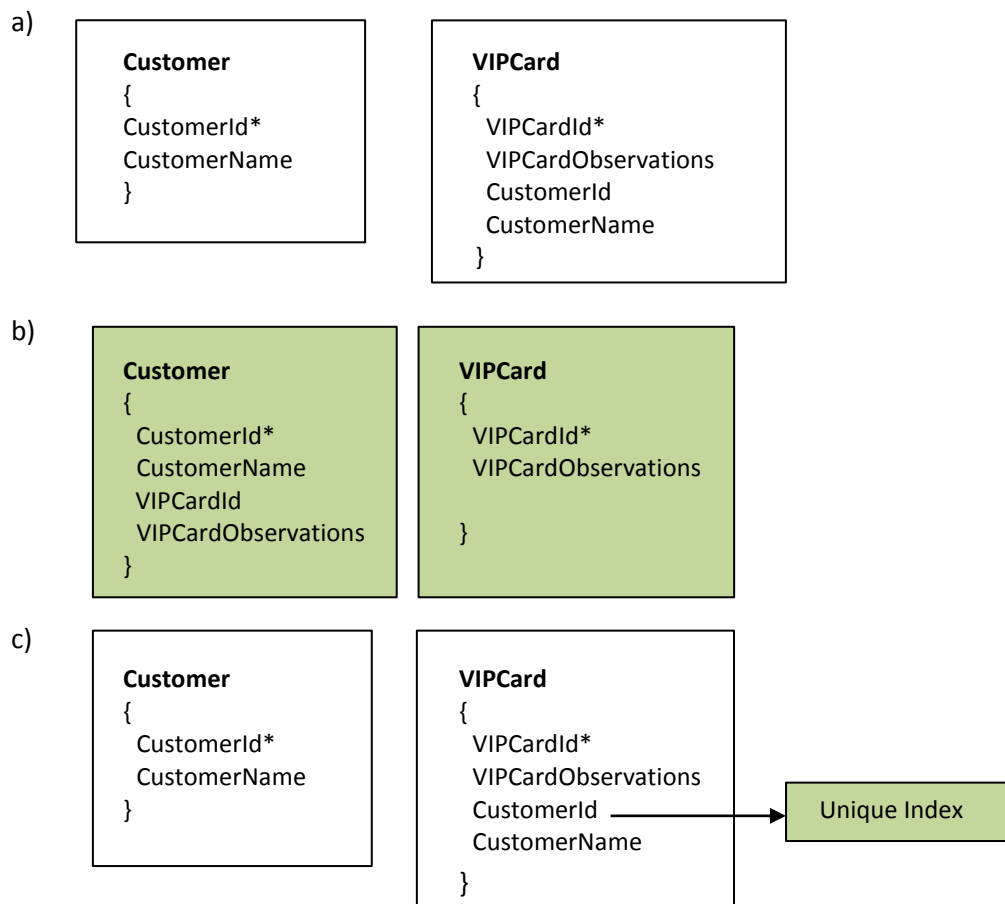 a)
Customer
{
CustomerId*
CustomerName
}
VIPCard
{
VIPCardId*
VIPCardObservations
CustomerId
CustomerName
}
b)
Customer
{
CustomerId*
CustomerName
VIPCardId
VIPCardObservations
}
VIPCard
{
VIPCardId*
VIPCardObservations
}
c)
Customer
{
CustomerId*
CustomerName
}
VIPCard
{
VIPCardId*
VIPCardObservations
CustomerId
CustomerName
}
Unique Index